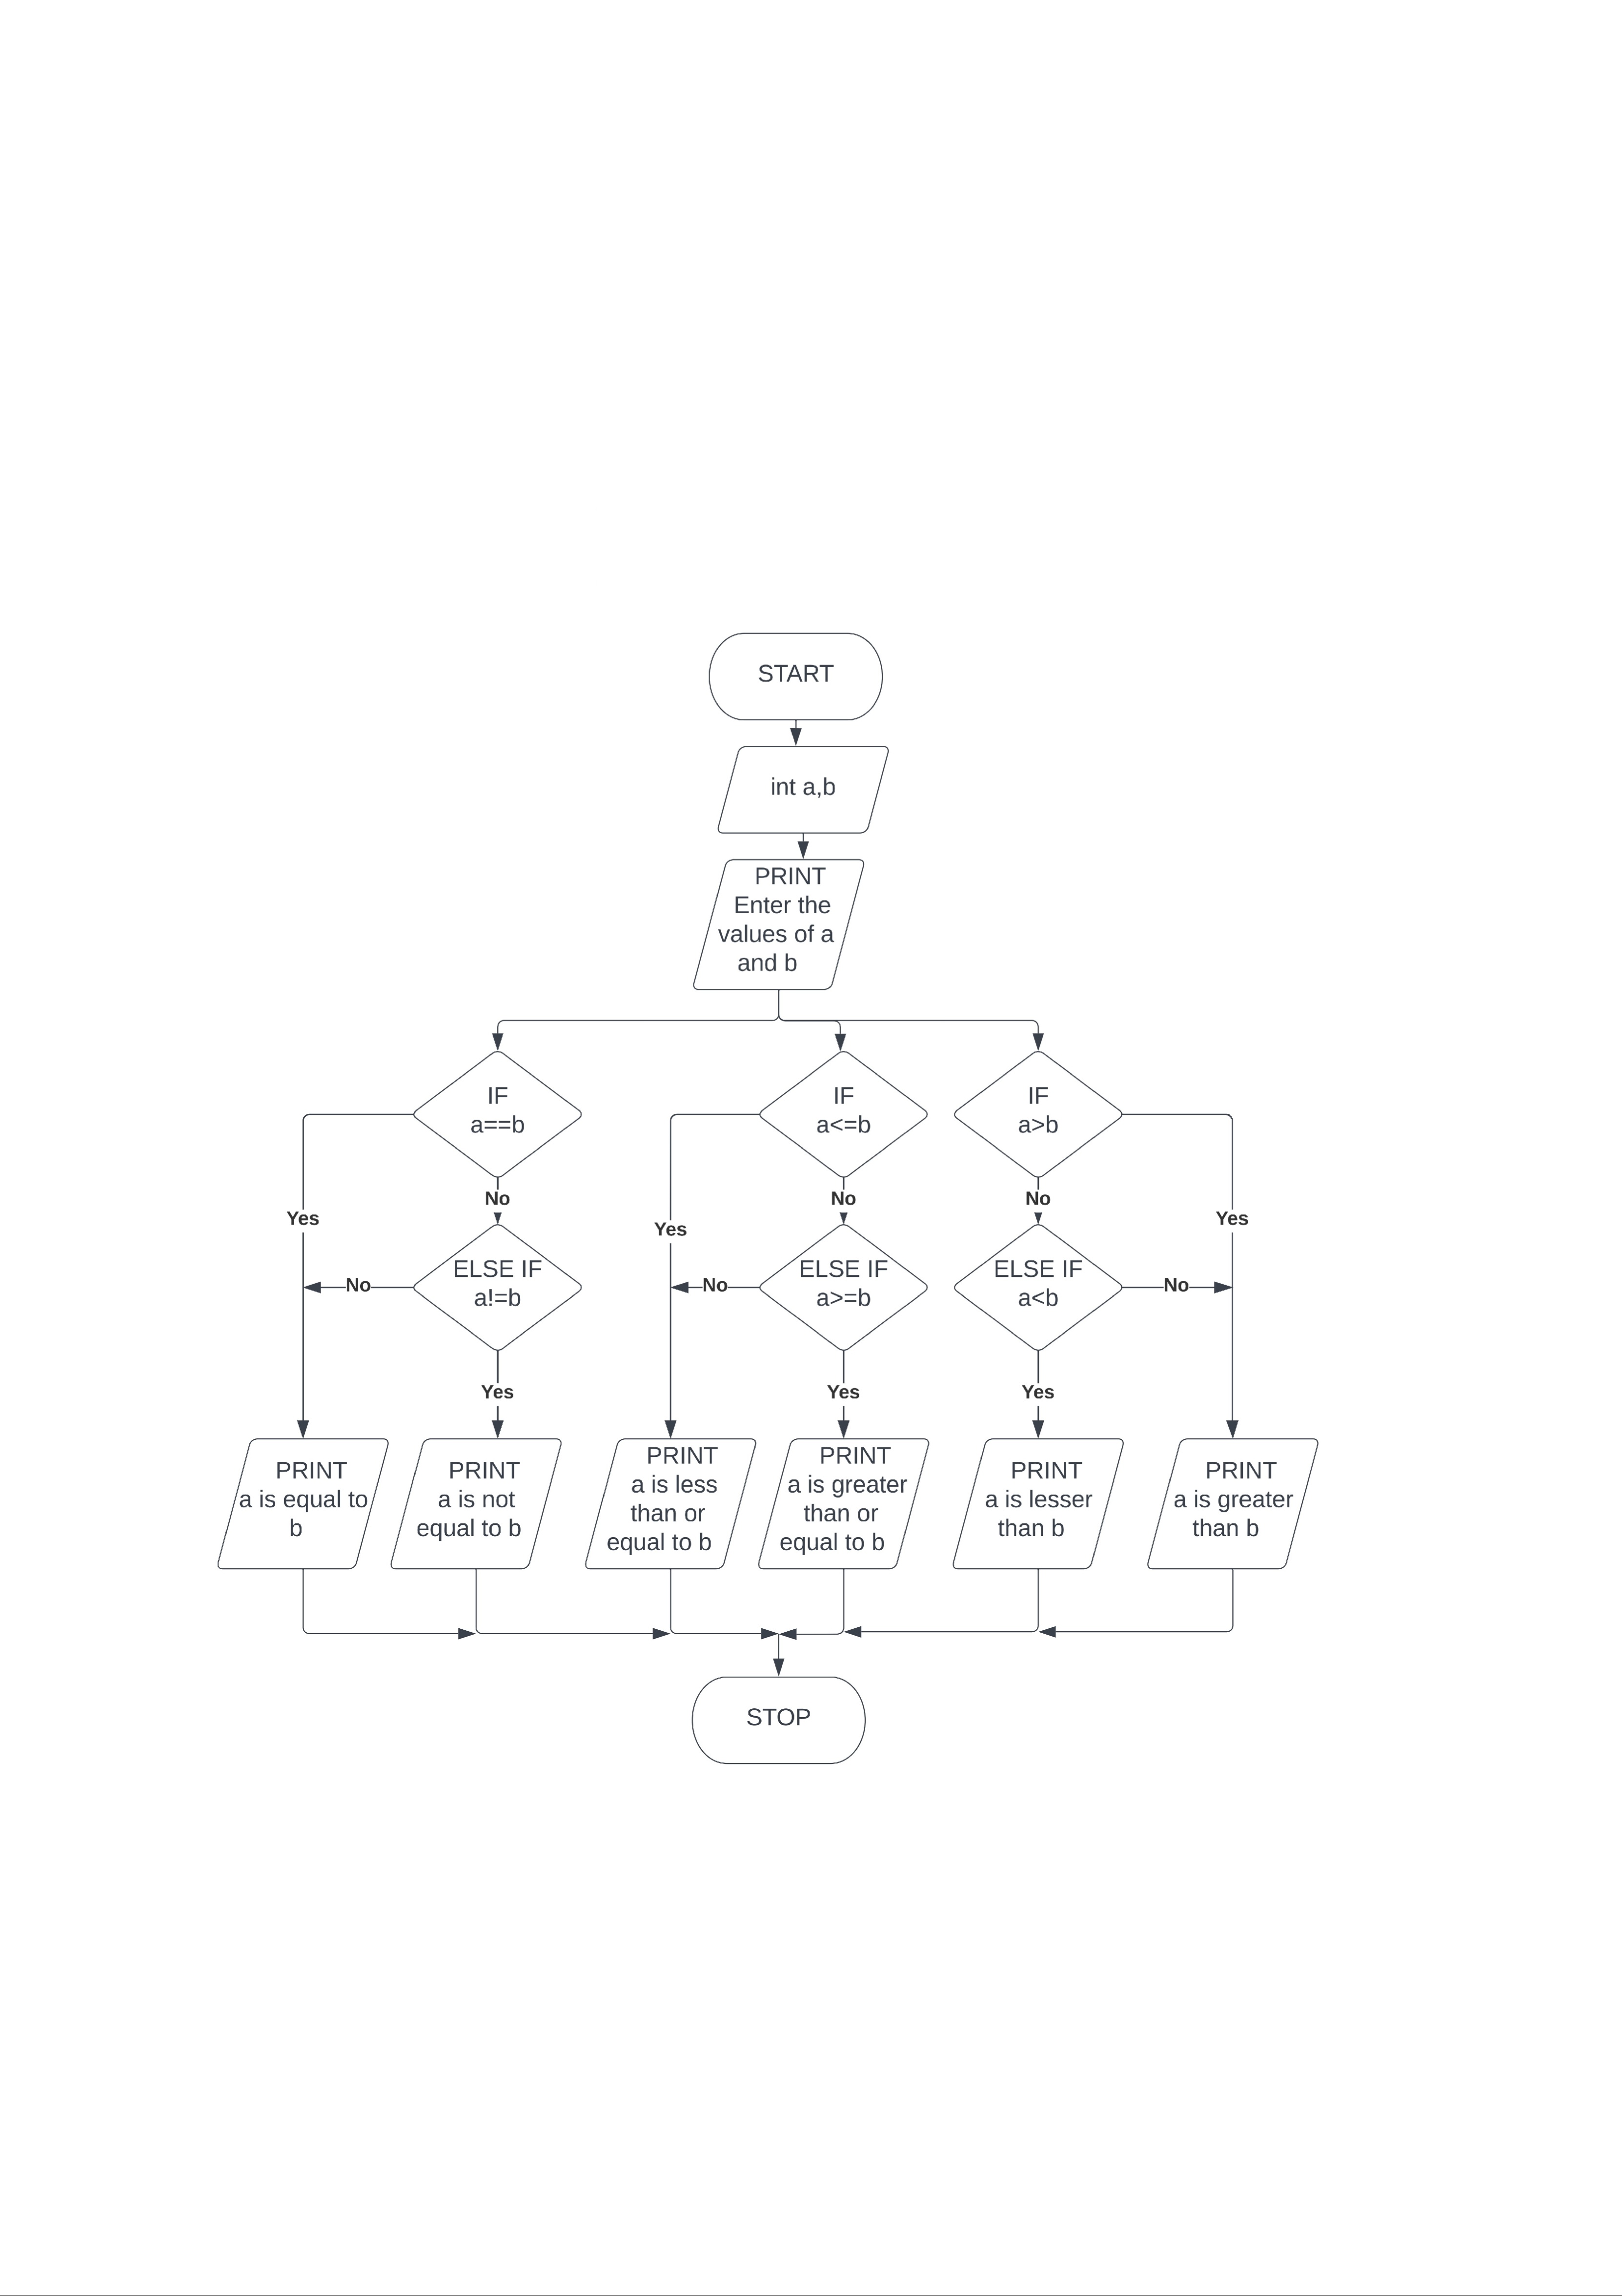 START
int a,b
PRINT
Enter the
values of a
and b
IF
a==b
IF
a<=b
IF
a>b
No
No
No
Yes
Yes
Yes
ELSE IF
a!=b
ELSE IF
a>=b
ELSE IF
a<b
No
No
No
Yes
Yes
Yes
PRINT
a is equal to
b
PRINT
a is not
equal to b
PRINT
a is less
than or
equal to b
PRINT
a is greater
than or
equal to b
PRINT
a is lesser
than b
PRINT
a is greater
than b
STOP